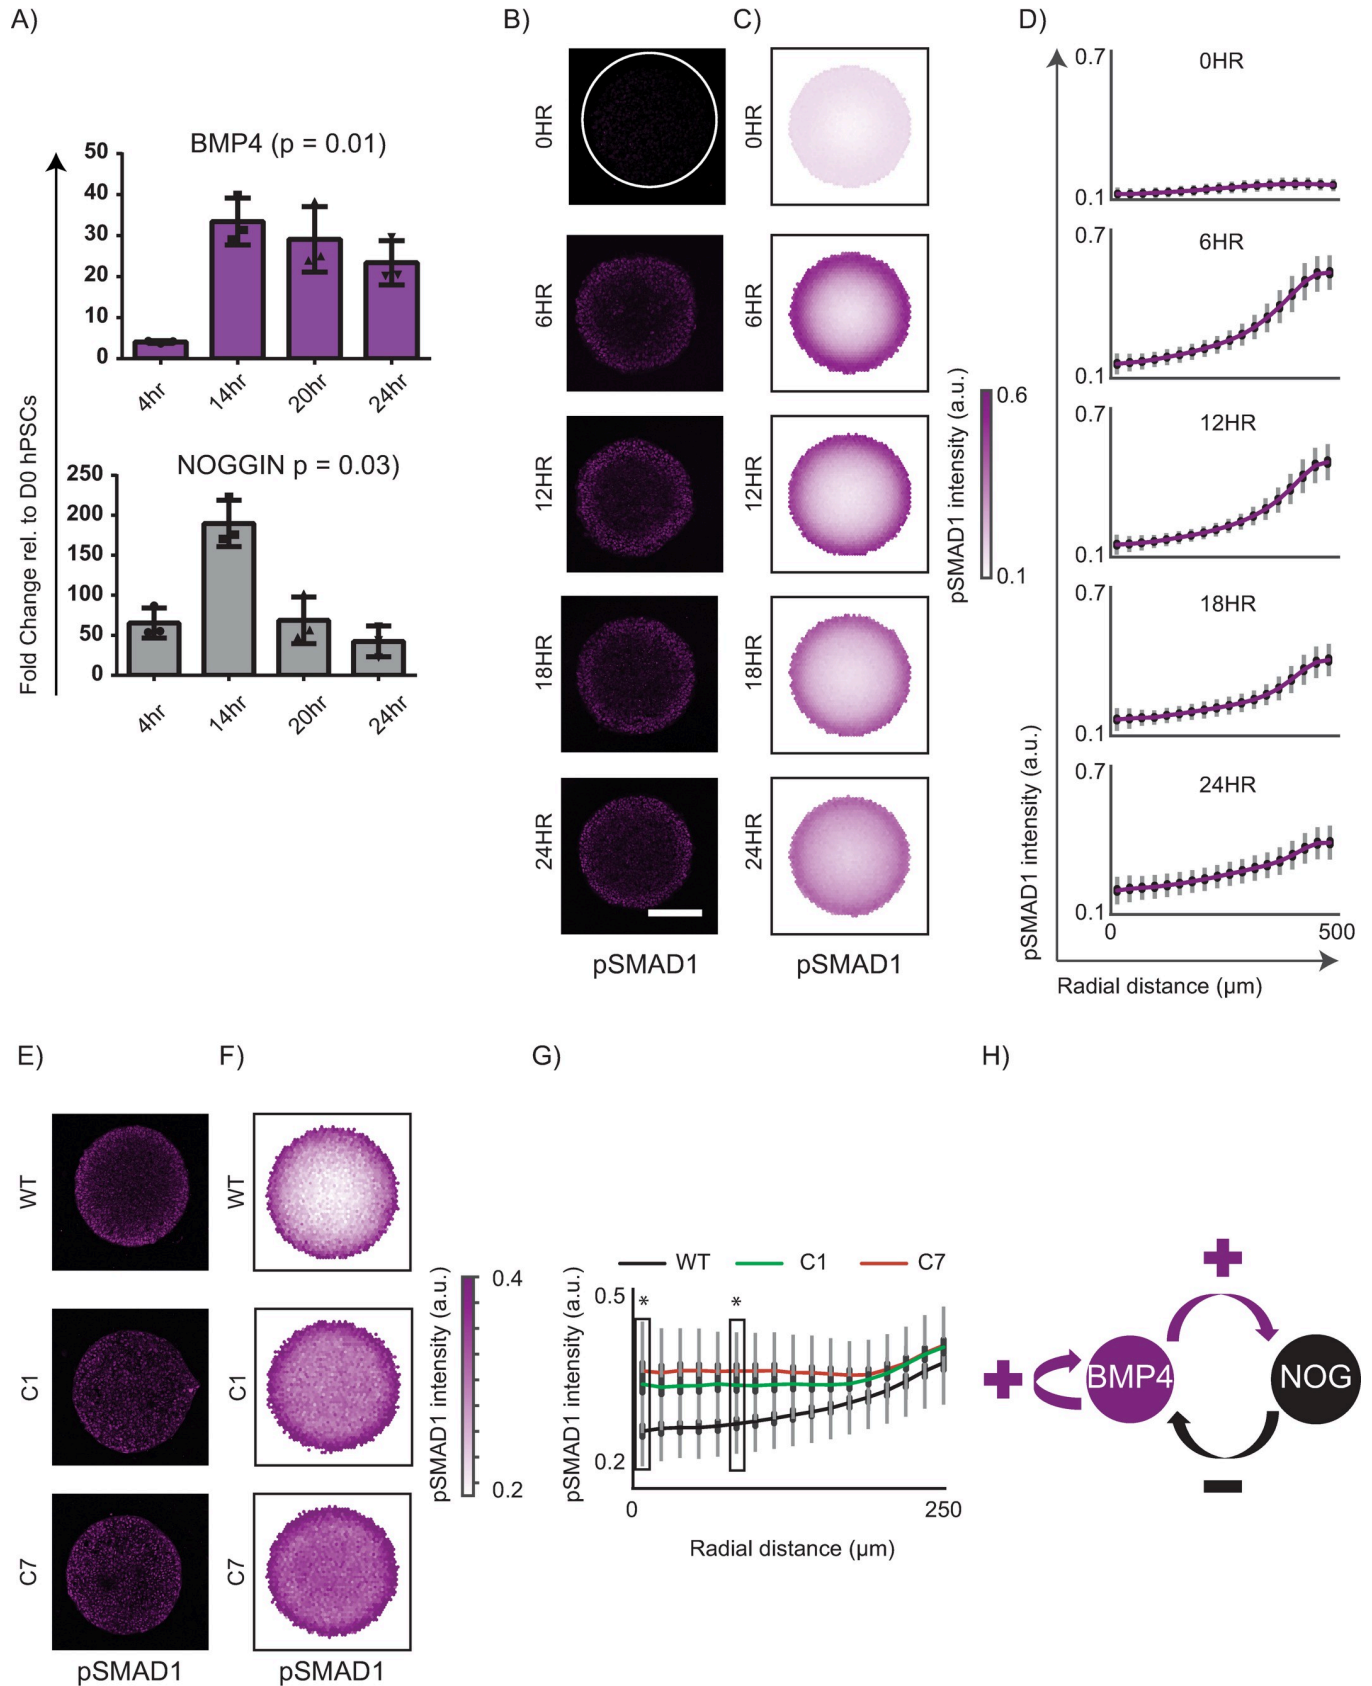 A)
BMP4 (p = 0.01)
50
40
30
20
10
0
4hr
14hr
20hr
24hr
Fold Change rel. to D0 hPSCs
NOGGIN p = 0.03)
250
200
150
100
50
0
4hr
14hr
20hr
24hr
B)
0HR
6HR
12HR
18HR
24HR
pSMAD1
C)
0HR
6HR
12HR
18HR
24HR
pSMAD1
pSMAD1 intensity (a.u.)
0.6
0.1
D)
0.7
0HR
0.1
0.7
6HR
0.1
0.7
12HR
0.1
0.7
18HR
0.1
0.7
24HR
0.1
0
500
pSMAD1 intensity (a.u.)
Radial distance (µm)
E)
WT
C1
C7
pSMAD1
F)
WT
C1
C7
pSMAD1
pSMAD1 intensity (a.u.)
0.4
0.2
G)
WT
C1
C7
0.5
*
*
0.2
0
250
pSMAD1 intensity (a.u.)
Radial distance (µm)
H)
+
+
BMP4
NOG
−